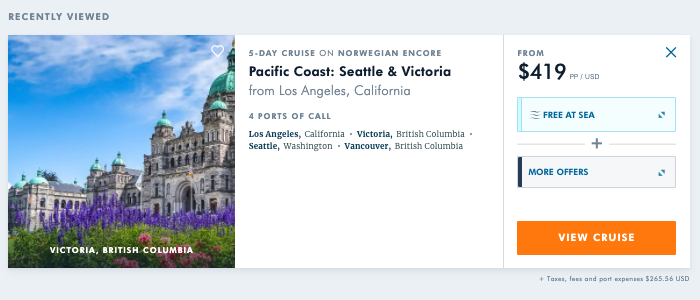 RECENTLY VIEWED
5-DAY CRUISE ON NORWEGIAN ENCORE
Pacific Coast: Seattle & Victoria
from Los Angeles, California
4 PORTS OF CALL
Los Angeles, California • Victoria, British Columbia •
Seattle, Washington • Vancouver, British Columbia
VICTORIA, BRITISH COLUMBIA
FROM
$419 PP / USD
FREE AT SEA
+
MORE OFFERS
VIEW CRUISE
+ Taxes, fees and port expenses $265.56 USD